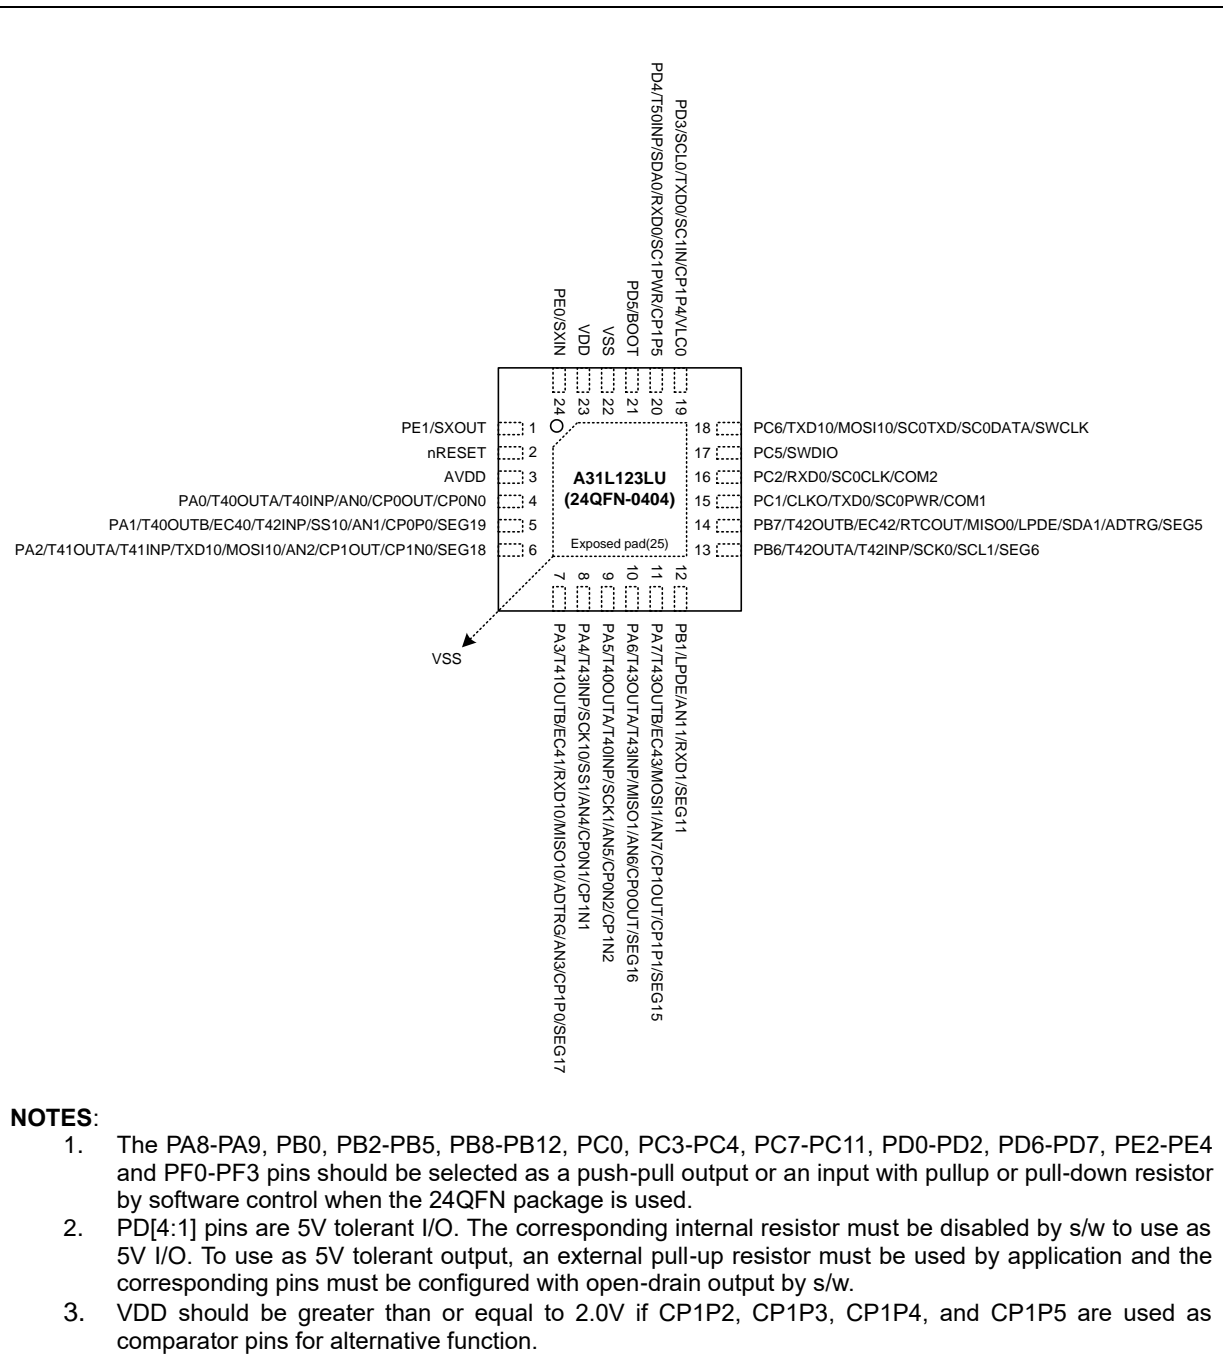 PD4/T50INP/SDA0/RXD0/SC1PWR/CP1P5
PD3/SCL0/TXD0/SC1IN/CP1P4/VLC0
PE0/SXIN
VDD
VSS
PD5/BOOT
24
23
22
21
20
19
PE1/SXOUT 1
nRESET 2
AVDD 3
PA0/T40OUTA/T40INP/AN0/CP0OUT/CP0N0 4
PA1/T40OUTB/EC40/T42INP/SS10/AN1/CP0P0/SEG19 5
PA2/T41OUTA/T41INP/TXD10/MOSI10/AN2/CP1OUT/CP1N0/SEG18 6
A31L123LU
(24QFN-0404)
Exposed pad(25)
18 PC6/TXD10/MOSI10/SC0TXD/SC0DATA/SWCLK
17 PC5/SWDIO
16 PC2/RXD0/SC0CLK/COM2
15 PC1/CLKO/TXD0/SC0PWR/COM1
14 PB7/T42OUTB/EC42/RTCOUT/MISO0/LPDE/SDA1/ADTRG/SEG5
13 PB6/T42OUTA/T42INP/SCK0/SCL1/SEG6
7
8
9
10
11
12
VSS
PA3/T41OUTB/EC41/RXD10/MISO10/ADTRG/AN3/CP1P0/SEG17
PA4/T43INP/SCK10/SS1/AN4/CP0N1/CP1N1
PA5/T40OUTA/T40INP/SCK1/AN5/CP0N2/CP1N2
PA6/T43OUTA/T43INP/MISO1/AN6/CP0OUT/SEG16
PA7/T43OUTB/EC43/MOSI1/AN7/CP1OUT/CP1P1/SEG15
PB1/LPDE/AN11/RXD1/SEG11
NOTES:
1. The PA8-PA9, PB0, PB2-PB5, PB8-PB12, PC0, PC3-PC4, PC7-PC11, PD0-PD2, PD6-PD7, PE2-PE4
and PF0-PF3 pins should be selected as a push-pull output or an input with pullup or pull-down resistor
by software control when the 24QFN package is used.
2. PD[4:1] pins are 5V tolerant I/O. The corresponding internal resistor must be disabled by s/w to use as
5V I/O. To use as 5V tolerant output, an external pull-up resistor must be used by application and the
corresponding pins must be configured with open-drain output by s/w.
3. VDD should be greater than or equal to 2.0V if CP1P2, CP1P3, CP1P4, and CP1P5 are used as
comparator pins for alternative function.